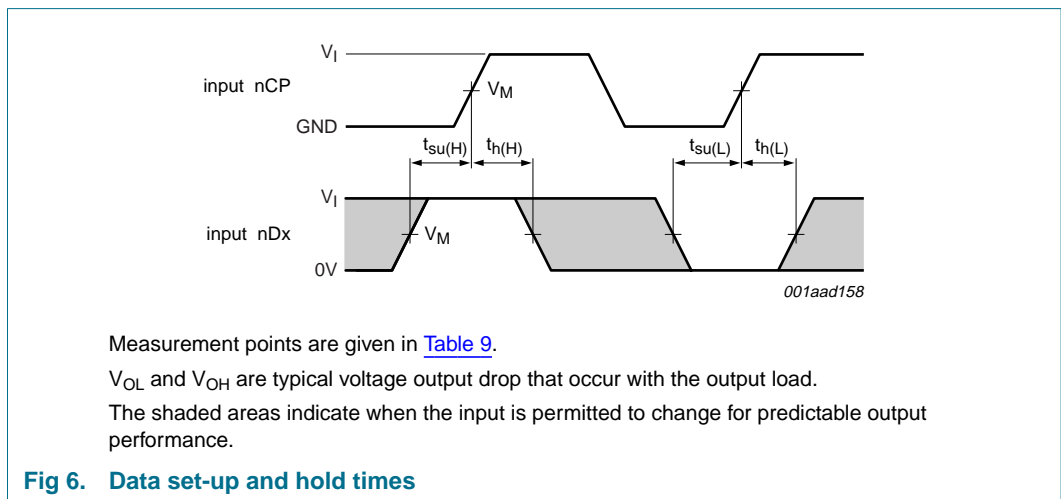 VI
input nCP
VM
GND
tsu(H)
th(H)
tsu(L)
th(L)
VI
input nDx
VM
0V
001aad158
Measurement points are given in Table 9.
VOL and VOH are typical voltage output drop that occur with the output load.
The shaded areas indicate when the input is permitted to change for predictable output
performance.
Fig 6. Data set-up and hold times